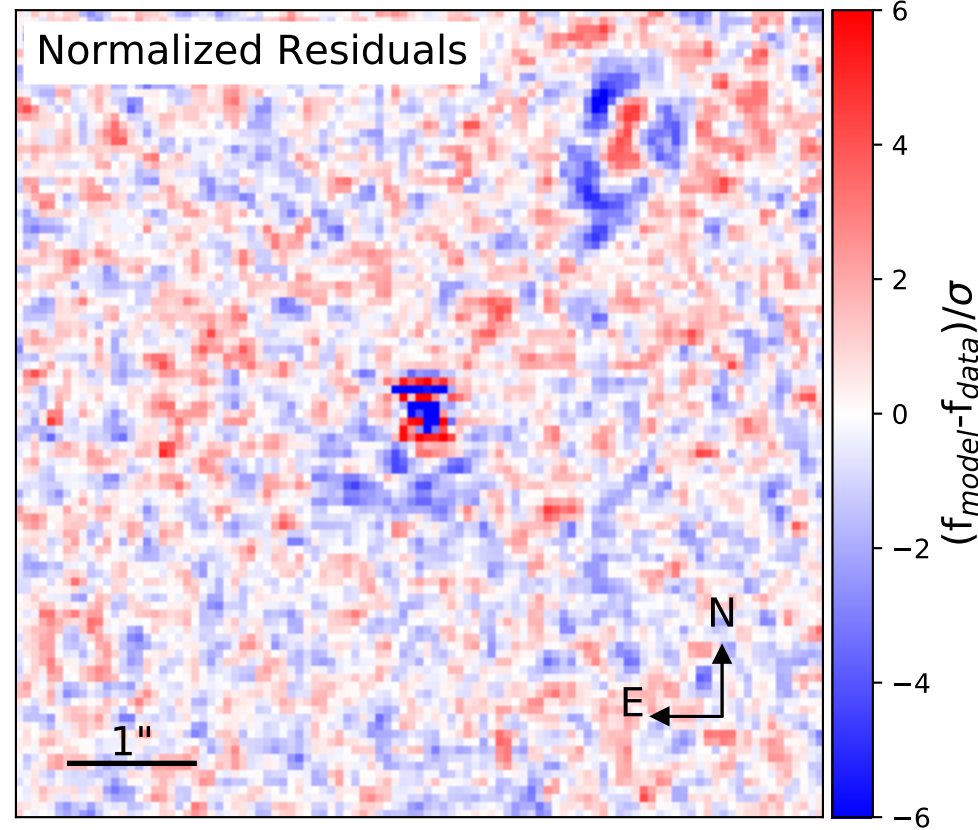 Normalized Residuals
6
4
2
0
−2
−4
−6
(f_model-f_data)/σ
N
E
1"